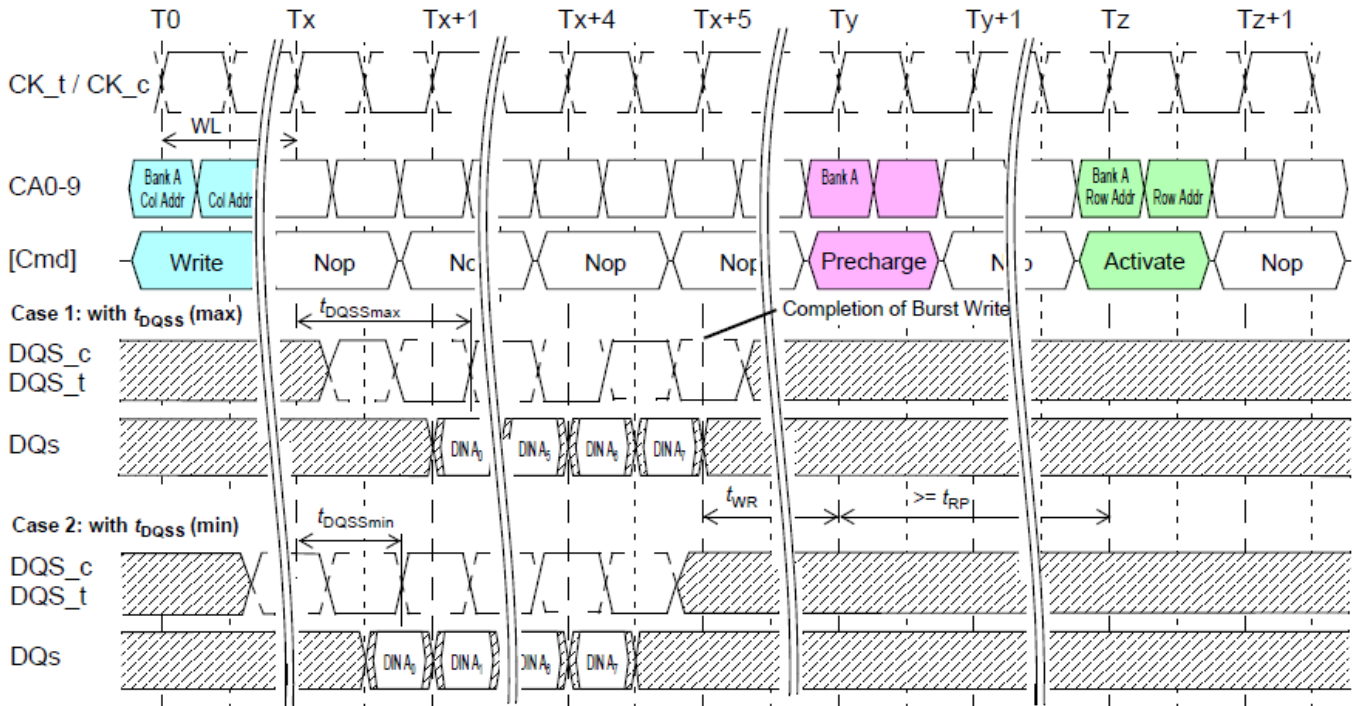 T0 Tx Tx+1 Tx+4 Tx+5 Ty Ty+1 Tz Tz+1
CK_t / CK_c
WL
CA0-9
Bank A Col Addr
Col Addr
Bank A
Bank A Row Addr
Row Addr
[Cmd] Write Nop Nop Nop Precharge Activate Nop
Case 1: with tDQSS (max)
tDQSSmax
Completion of Burst Write
DQS_c
DQS_t
DQs DIN A0 DIN A5 DIN A6 DIN A7
tWR >= tRP
Case 2: with tDQSS (min)
tDQSSmin
DQS_c
DQS_t
DQs DIN A0 DIN A1 DIN A6 DIN A7